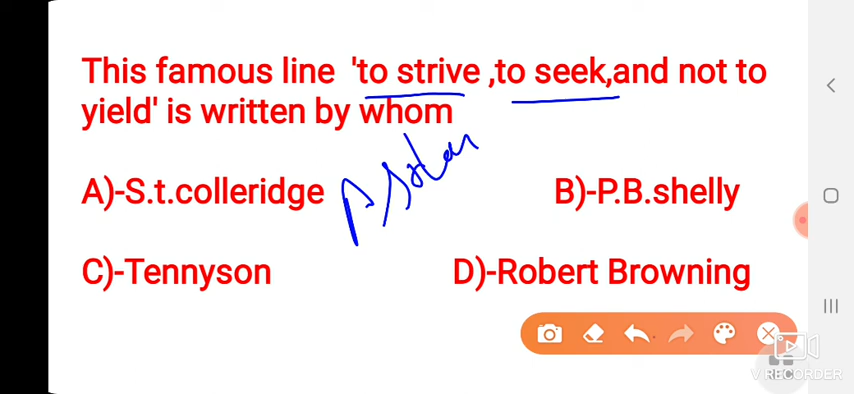 This famous line 'to strive ,to seek,and not to
yield' is written by whom
A)-S.t.colleridge B)-P.B.shelly
C)-Tennyson D)-Robert Browning
V RECORDER